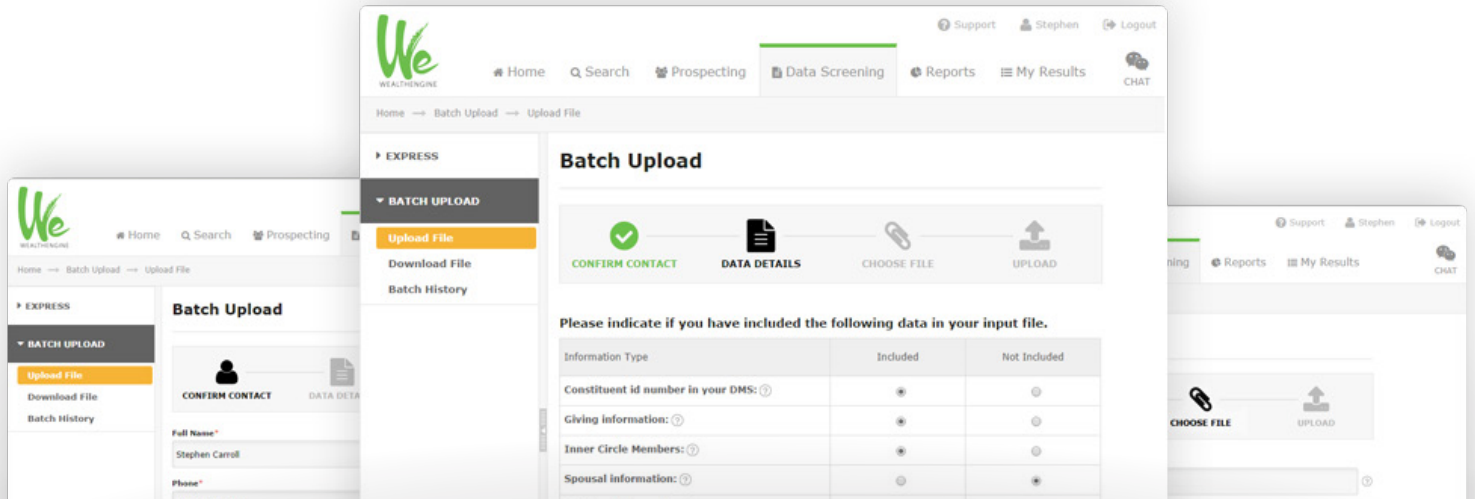 Support Stephen Logout
We
WEALTHENGINE
Home Search Prospecting Data Screening Reports My Results
CHAT
Home → Batch Upload → Upload File
EXPRESS
BATCH UPLOAD
Upload File
Download File
Batch History
Batch Upload
CONFIRM CONTACT DATA DETAILS CHOOSE FILE UPLOAD
Please indicate if you have included the following data in your input file.
Information Type Included Not Included
Constituent id number in your DMS: ?
Giving information: ?
Inner Circle Members: ?
Spousal information: ?
We
WEALTHENGINE
Home Search Prospecting
Home → Batch Upload → Upload File
EXPRESS
BATCH UPLOAD
Upload File
Download File
Batch History
Batch Upload
CONFIRM CONTACT DATA DETA
Full Name*
Stephen Carroll
Phone*
Support Stephen Logout
ning Reports My Results
CHAT
CHOOSE FILE UPLOAD
?